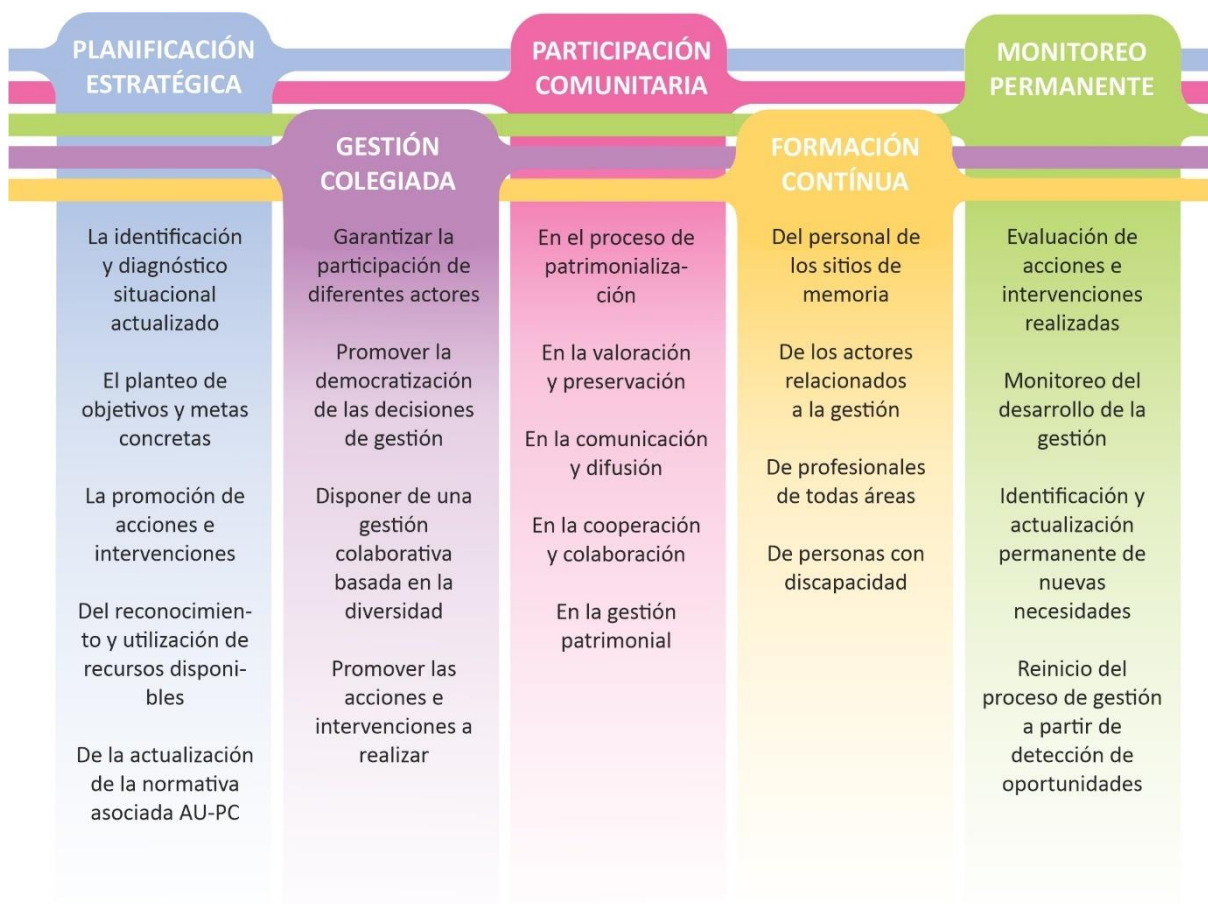 PLANIFICACIÓN
ESTRATÉGICA
La identificación
y diagnóstico
situacional
actualizado
El planteo de
objetivos y metas
concretas
La promoción de
acciones e
intervenciones
Del reconocimien-
to y utilización de
recursos disponi-
bles
De la actualización
de la normativa
asociada AU-PC
GESTIÓN
COLEGIADA
Garantizar la
participación de
diferentes actores
Promover la
democratización
de las decisiones
de gestión
Disponer de una
gestión
colaborativa
basada en la
diversidad
Promover las
acciones e
intervenciones a
realizar
PARTICIPACIÓN
COMUNITARIA
En el proceso de
patrimonializa-
ción
En la valoración
y preservación
En la comunicación
y difusión
En la cooperación
y colaboración
En la gestión
patrimonial
FORMACIÓN
CONTÍNUA
Del personal de
los sitios de
memoria
De los actores
relacionados
a la gestión
De profesionales
de todas áreas
De personas con
discapacidad
MONITOREO
PERMANENTE
Evaluación de
acciones e
intervenciones
realizadas
Monitoreo del
desarrollo de la
gestión
Identificación y
actualización
permanente de
nuevas
necesidades
Reinicio del
proceso de gestión
a partir de
detección de
oportunidades